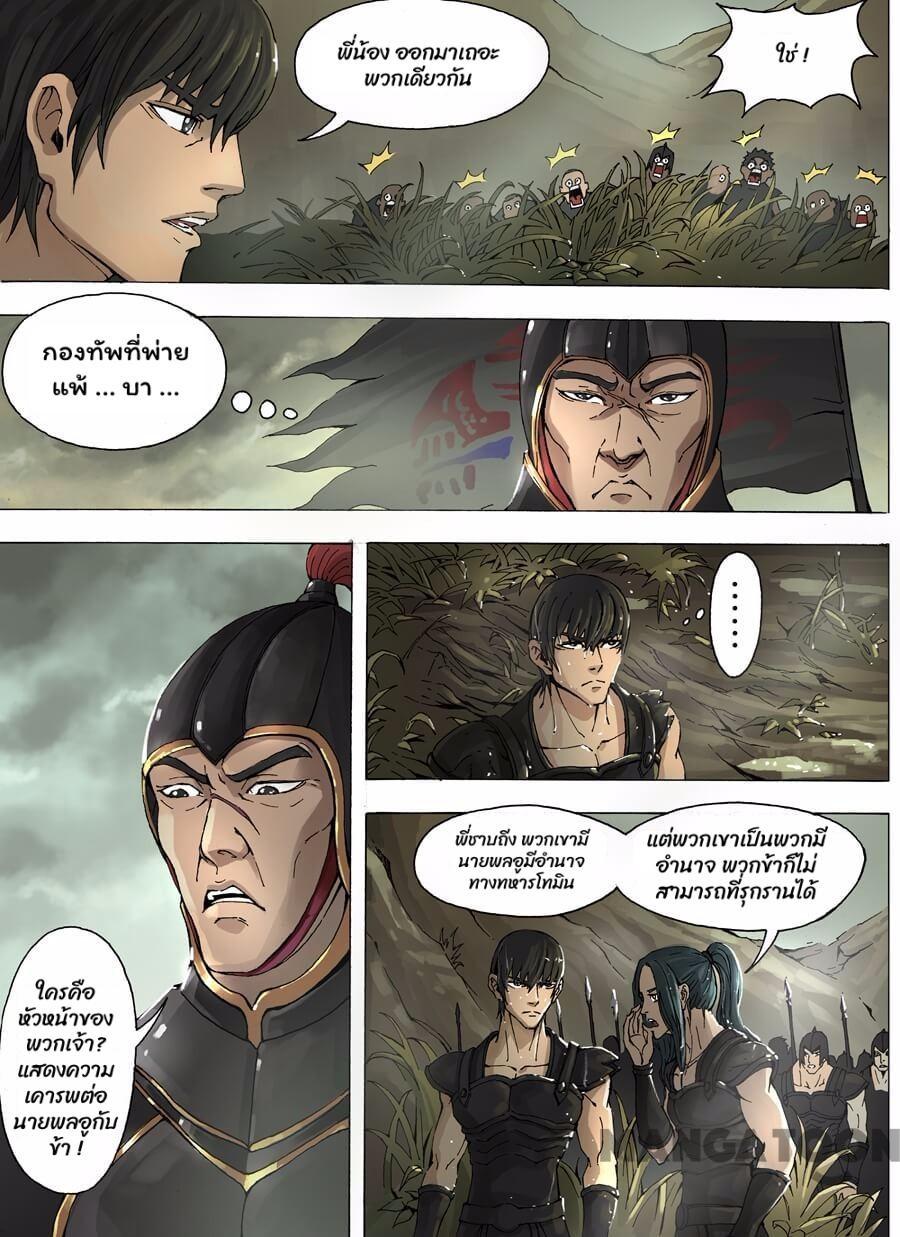 พี่น้อง ออกมาเถอะ
พวกเดียวกัน
ใช่ !
กองทัพที่พ่าย
แพ้ ... บา ...
......
ใครคือ
หัวหน้าของ
พวกเจ้า?
แสดงความ
เคารพต่อ
นายพลอูกับ
ข้า !
พี่ชาบถึง พวกเขามี
นายพลอูมีอำนาจ
ทางทหารโทมิน
แต่พวกเขาเป็นพวกมี
อำนาจ พวกข้าก็ไม่
สามารถที่รุกรานได้
MANGATOON